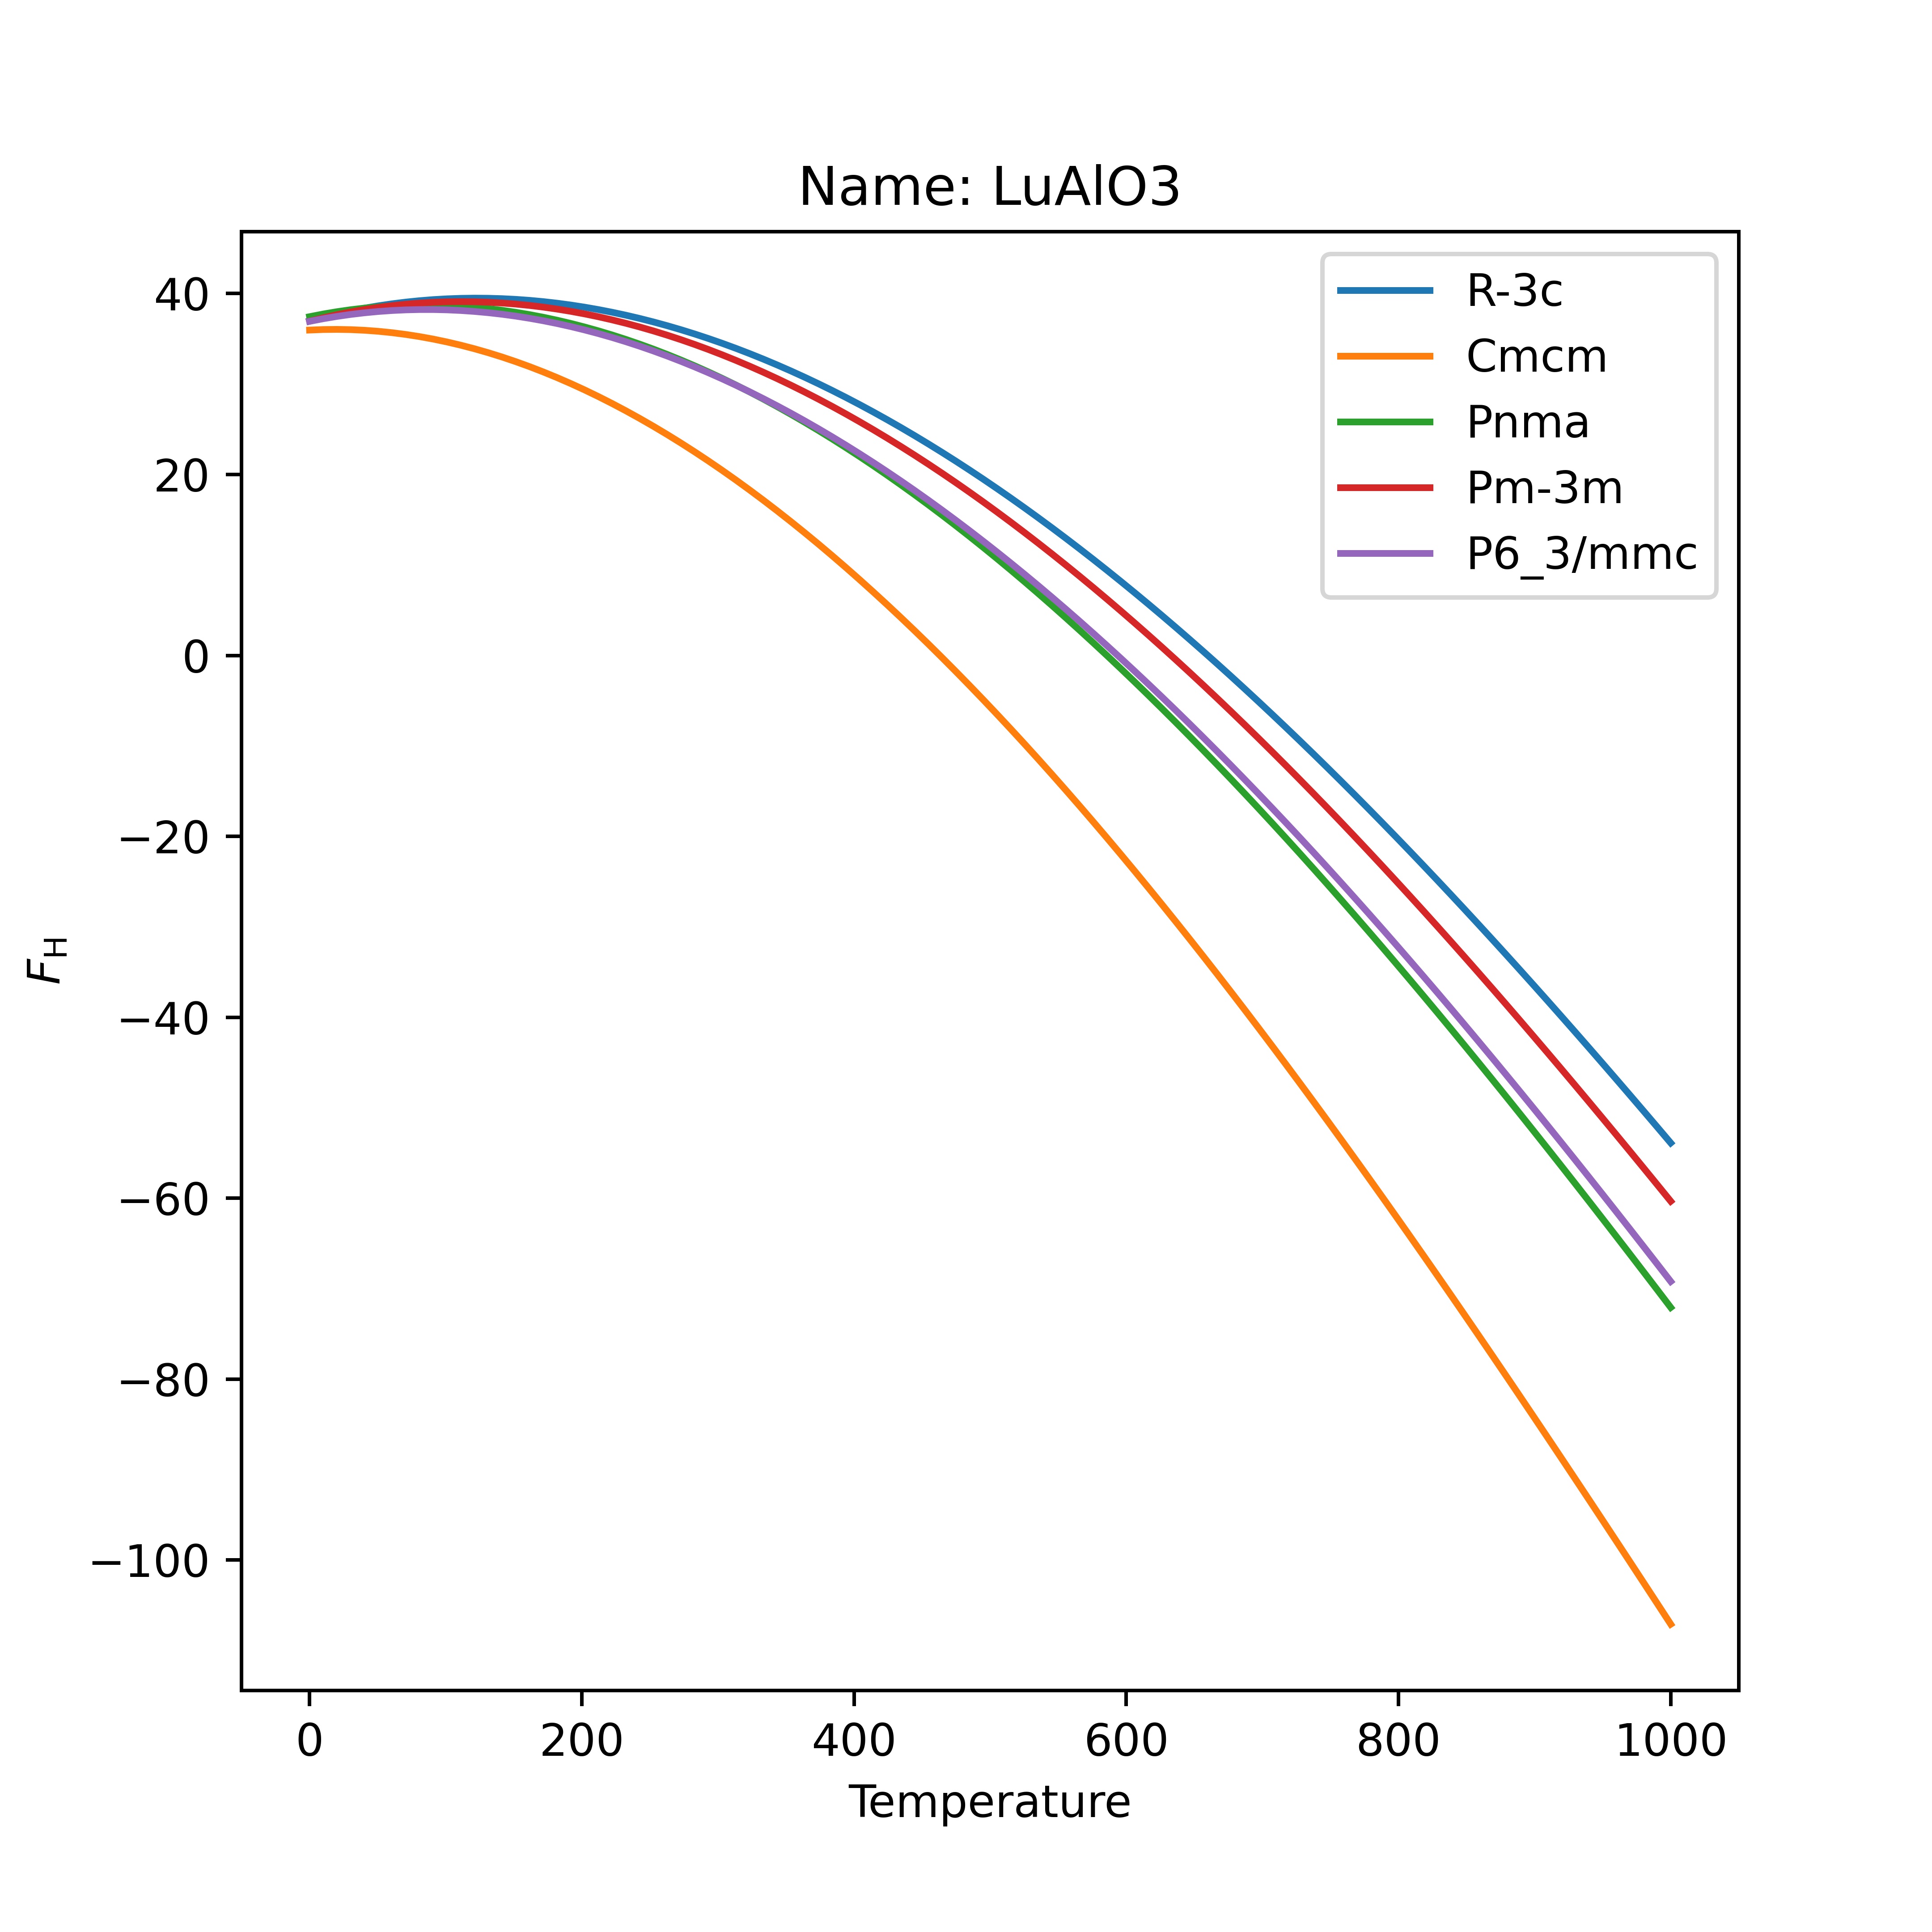 Name: LuAlO3
R-3c
Cmcm
Pnma
Pm-3m
P6_3/mmc
40
20
0
−20
−40
−60
−80
−100
F_H
0 200 400 600 800 1000
Temperature